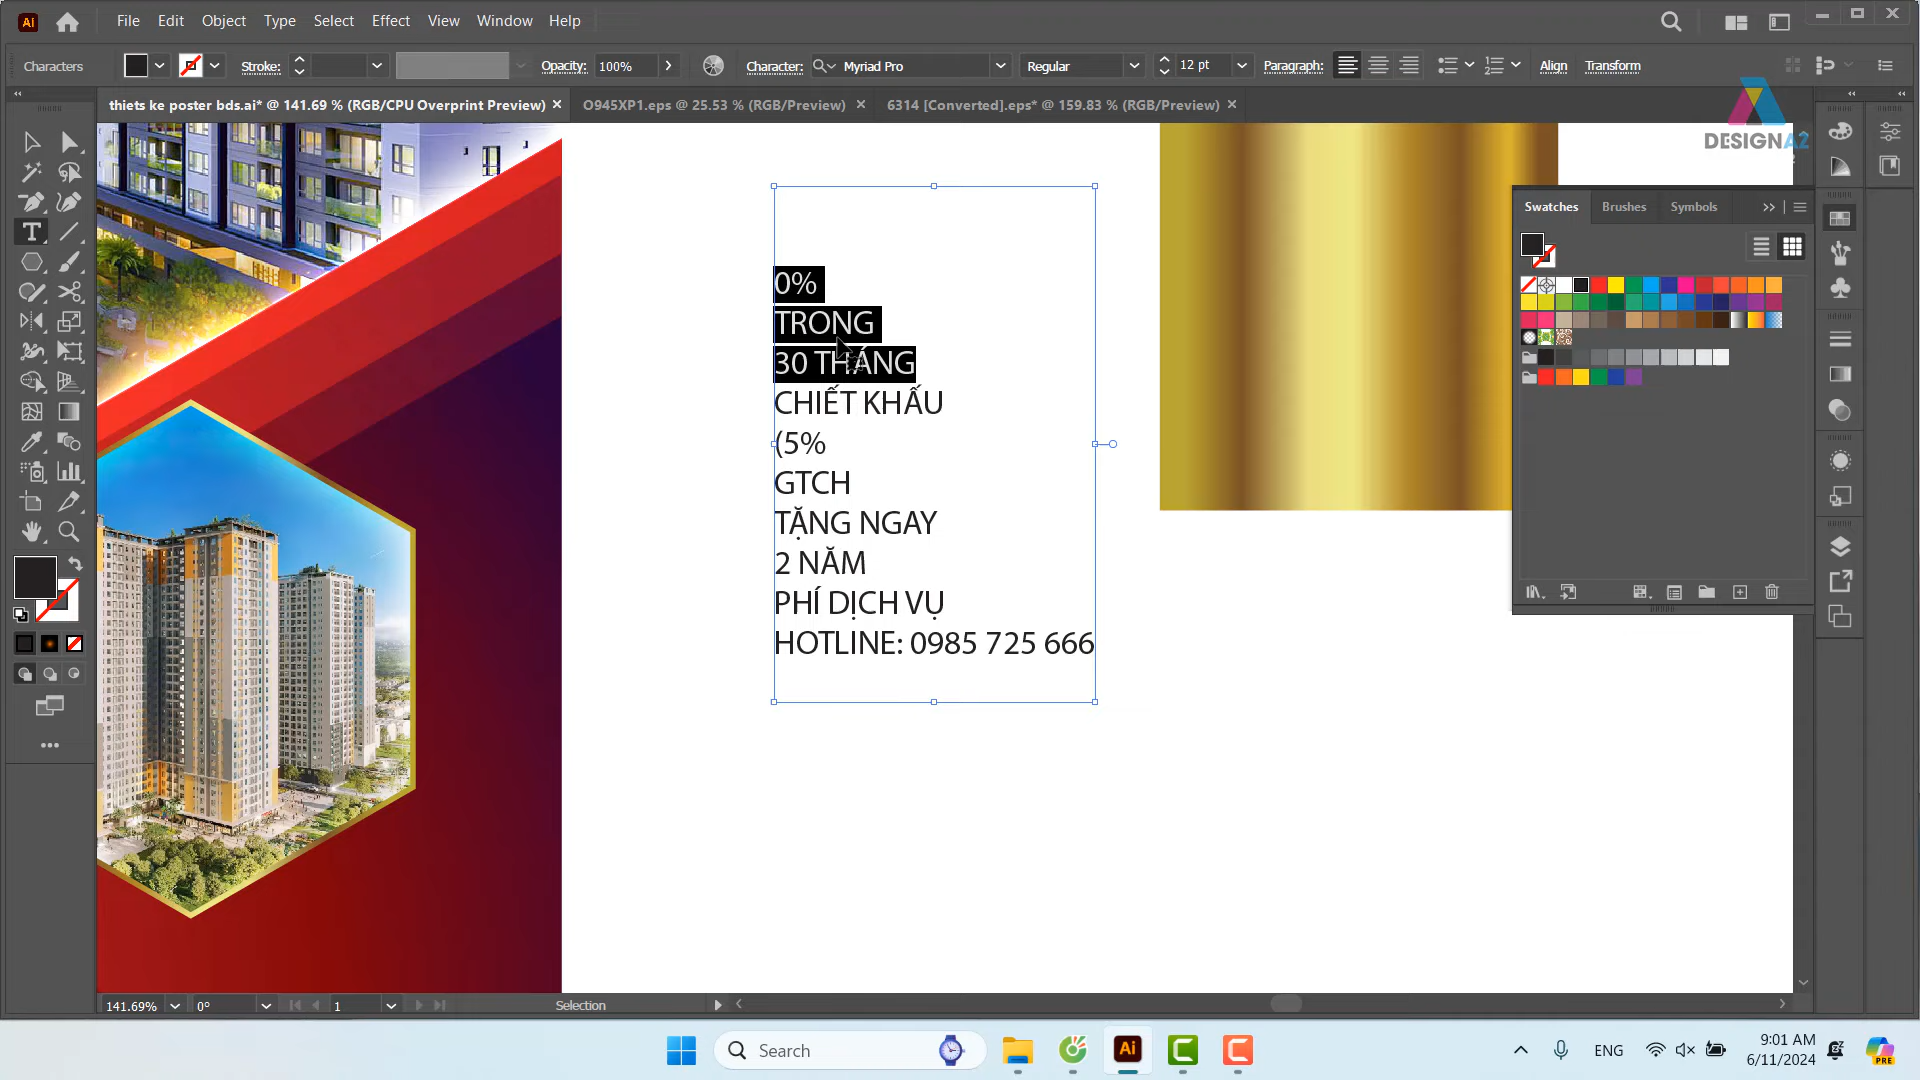 File Edit Object Type Select Effect View Window Help
Characters Stroke: Opacity: 100% Character: Myriad Pro Regular 12 pt Paragraph: Align Transform
thiets ke poster bds.ai* @ 141.69 % (RGB/CPU Overprint Preview) × O945XP1.eps @ 25.53 % (RGB/Preview) × 6314 [Converted].eps* @ 159.83 % (RGB/Preview) ×
DESIGNA2
Swatches Brushes Symbols
0%
TRONG
30 THÁNG
CHIẾT KHẤU
(5%
GTCH
TẶNG NGAY
2 NĂM
PHÍ DỊCH VỤ
HOTLINE: 0985 725 666
141.69% 0° 1 Selection
Search
ENG
9:01 AM
6/11/2024
PRE